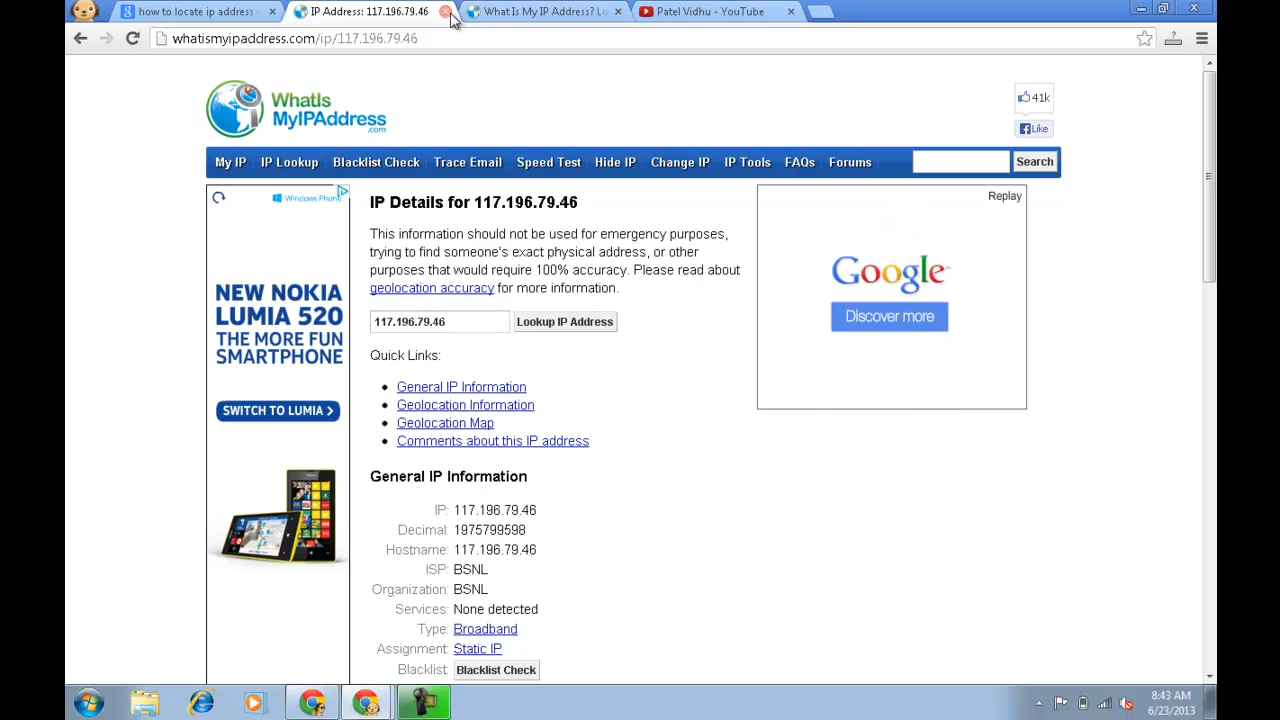 how to locate ip address -
IP Address: 117.196.79.46
What Is My IP Address? Lo
Patel Vidhu - YouTube
whatismyipaddress.com/ip/117.196.79.46
WhatIs
MyIPAddress
.com
41k
Like
My IP IP Lookup Blacklist Check Trace Email Speed Test Hide IP Change IP IP Tools FAQs Forums Search
Windows Phone
NEW NOKIA
LUMIA 520
THE MORE FUN
SMARTPHONE
SWITCH TO LUMIA >
IP Details for 117.196.79.46
This information should not be used for emergency purposes,
trying to find someone's exact physical address, or other
purposes that would require 100% accuracy. Please read about
geolocation accuracy for more information.
117.196.79.46 Lookup IP Address
Quick Links:
General IP Information
Geolocation Information
Geolocation Map
Comments about this IP address
General IP Information
IP: 117.196.79.46
Decimal: 1975799598
Hostname: 117.196.79.46
ISP: BSNL
Organization: BSNL
Services: None detected
Type: Broadband
Assignment: Static IP
Blacklist: Blacklist Check
Replay
Google
Discover more
8:43 AM
6/23/2013